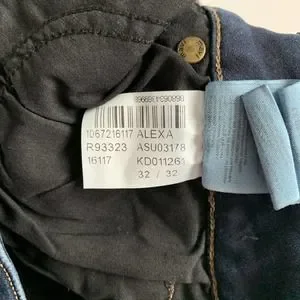 1067216117 ALEXA
R93323 ASU03178
16117 KD011261
32 / 32